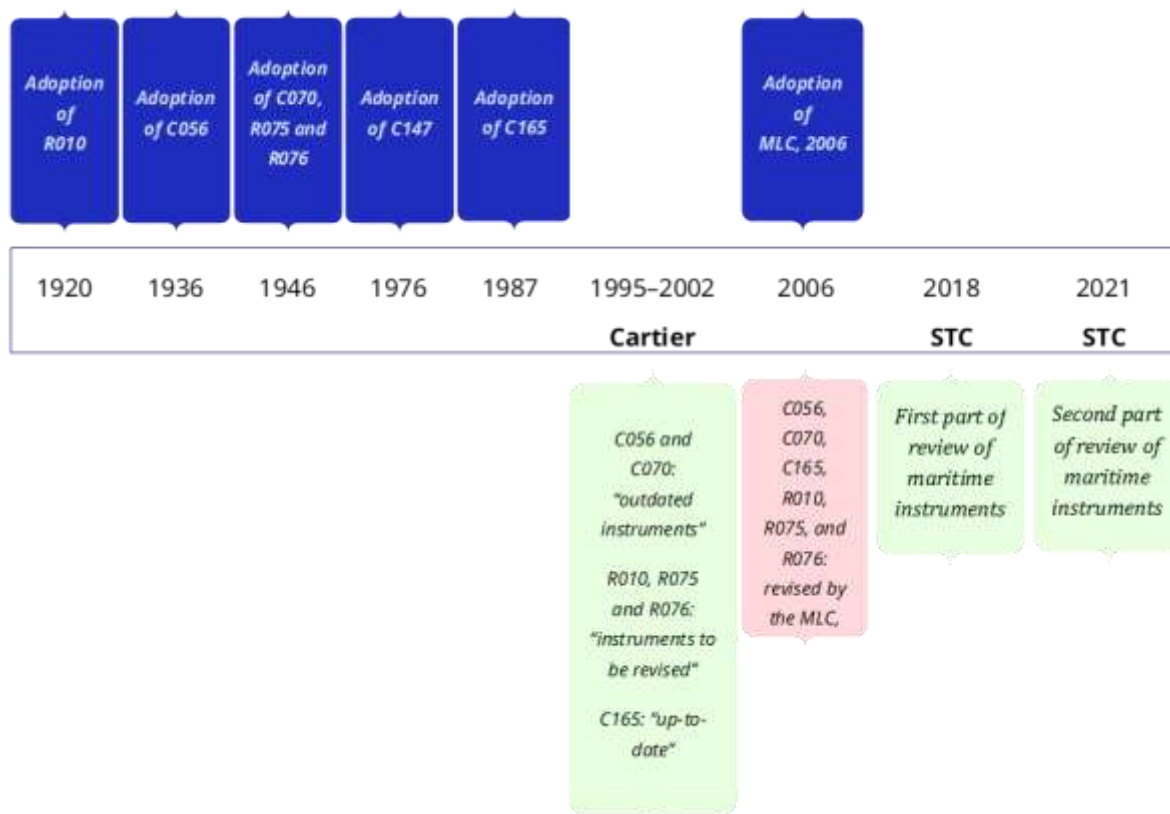 Adoption
of
R010
Adoption
of C056
Adoption
of C070,
R075 and
R076
Adoption
of C147
Adoption
of C165
Adoption
of
MLC, 2006
1920
1936
1946
1976
1987
1995–2002
2006
2018
2021
Cartier
STC
STC
C056 and
C070:
"outdated
instruments"
R010, R075
and R076:
"instruments to
be revised"
C165: "up-to-
date"
C056,
C070,
C165,
R010,
R075, and
R076:
revised by
the MLC,
First part of
review of
maritime
instruments
Second part
of review of
maritime
instruments